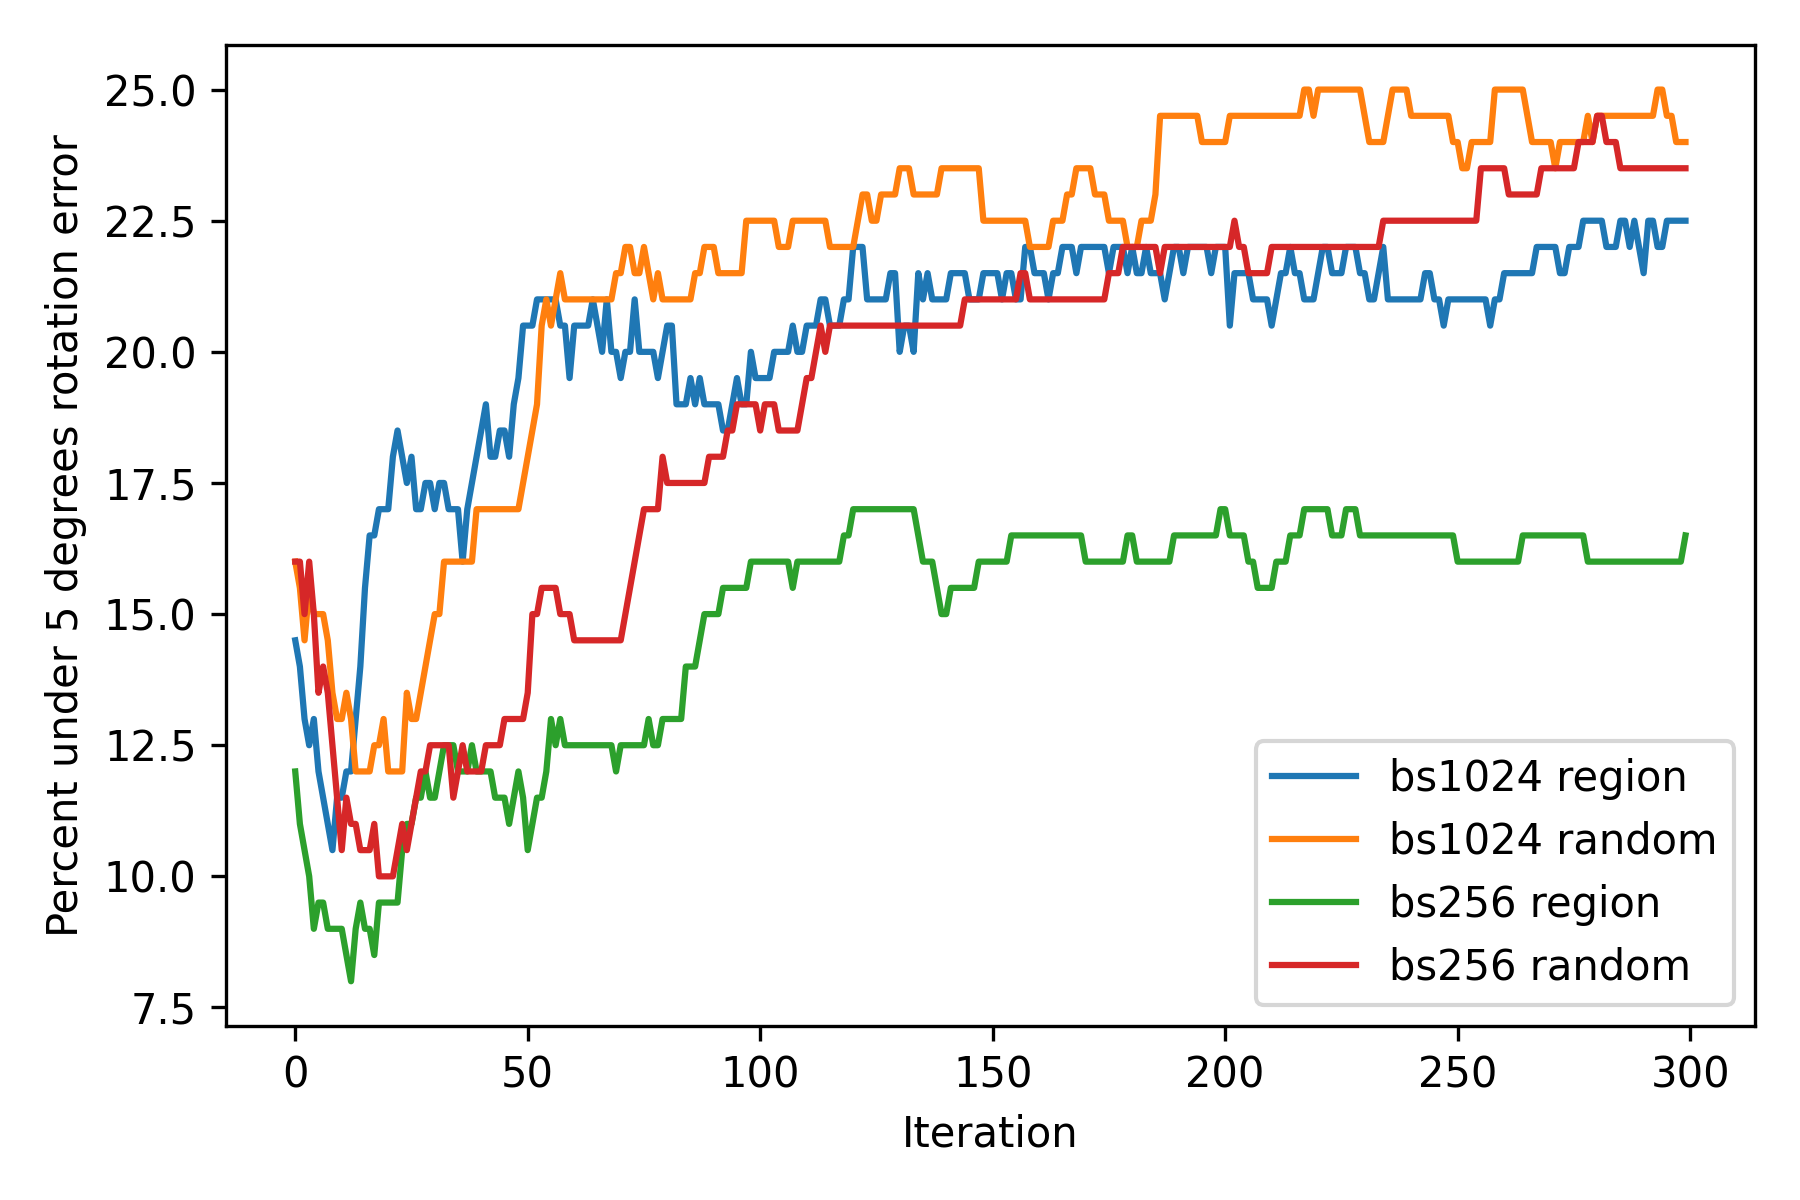 Percent under 5 degrees rotation error
25.0
22.5
20.0
17.5
15.0
12.5
10.0
7.5
0 50 100 150 200 250 300
Iteration
bs1024 region
bs1024 random
bs256 region
bs256 random